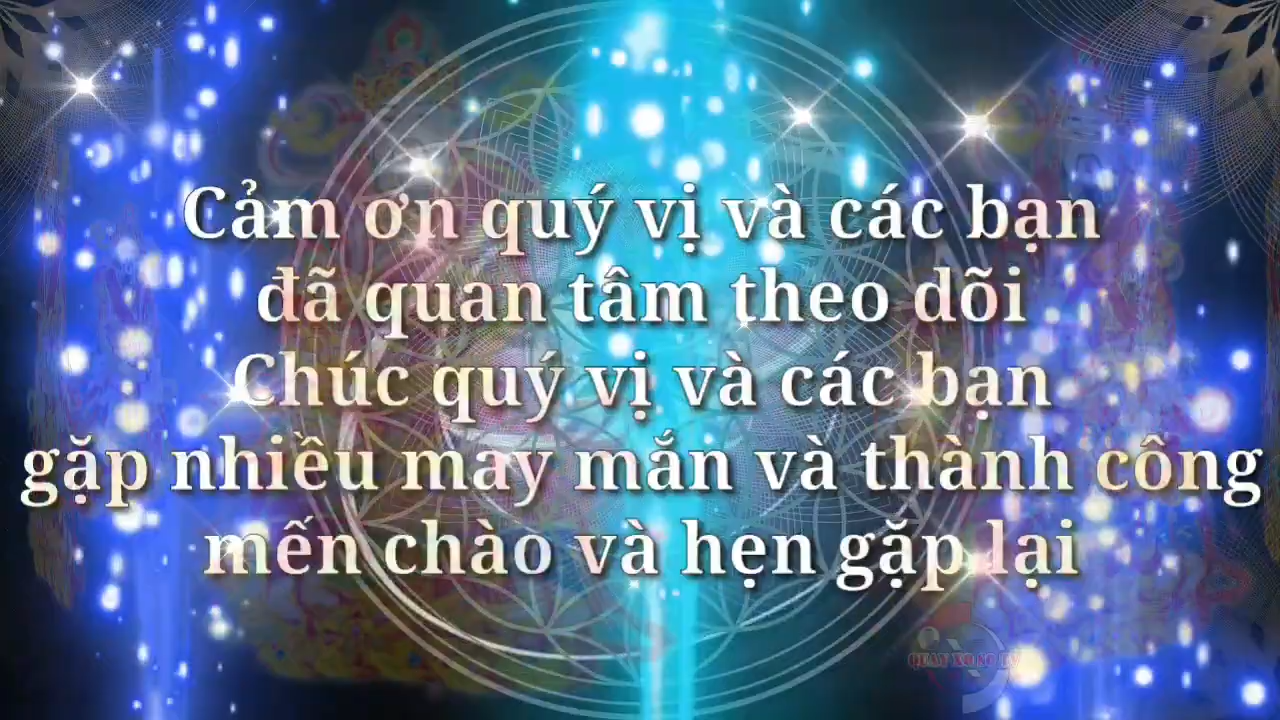 Cảm ơn quý vị và các bạn
đã quan tâm theo dõi
Chúc quý vị và các bạn
gặp nhiều may mắn và thành công
mến chào và hẹn gặp lại